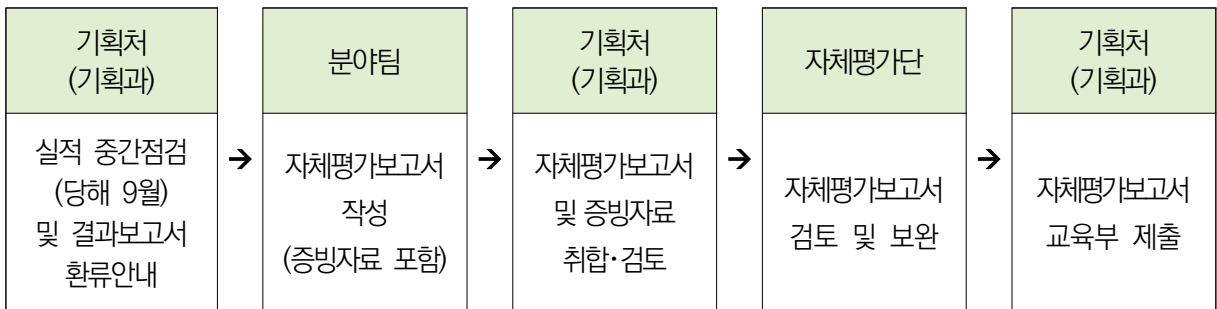 기획처
(기획과)
실적 중간점검
(당해 9월)
및 결과보고서
환류안내
→
분야팀
자체평가보고서
작성
(증빙자료 포함)
→
기획처
(기획과)
자체평가보고서
및 증빙자료
취합·검토
→
자체평가단
자체평가보고서
검토 및 보완
→
기획처
(기획과)
자체평가보고서
교육부 제출